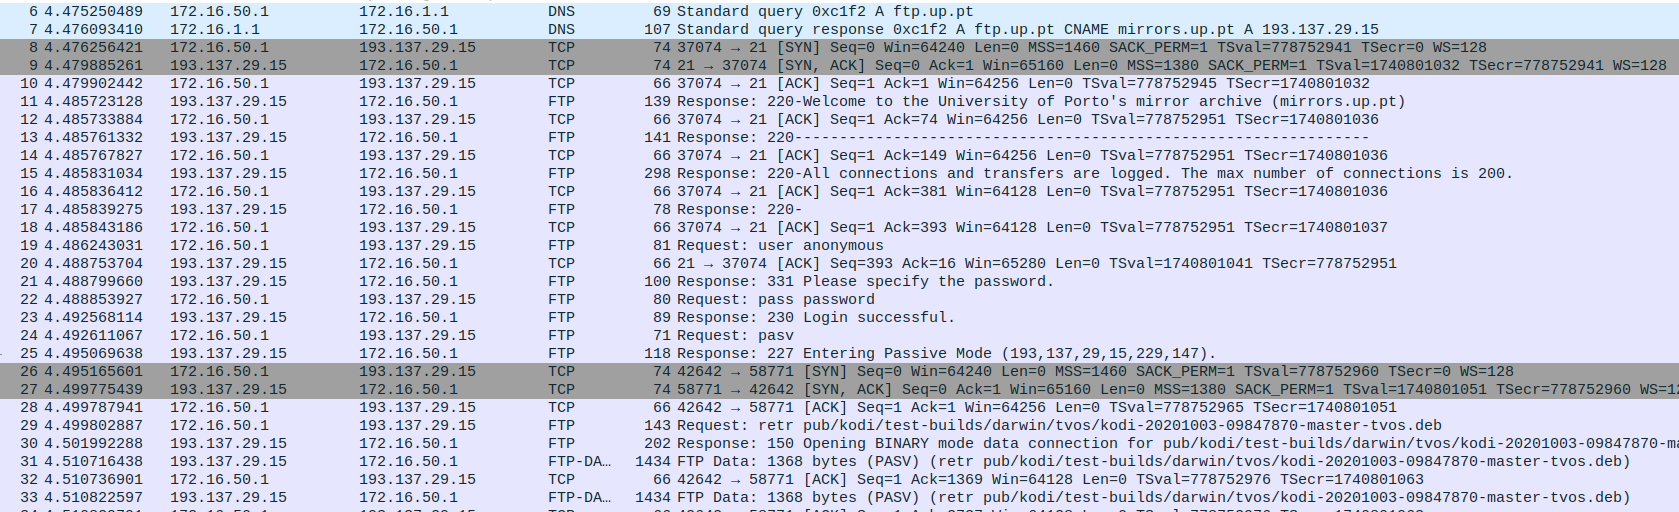 6 4.475250489 172.16.50.1 172.16.1.1 DNS 69 Standard query 0xc1f2 A ftp.up.pt
7 4.476093410 172.16.1.1 172.16.50.1 DNS 107 Standard query response 0xc1f2 A ftp.up.pt CNAME mirrors.up.pt A 193.137.29.15
8 4.476256421 172.16.50.1 193.137.29.15 TCP 74 37074 → 21 [SYN] Seq=0 Win=64240 Len=0 MSS=1460 SACK_PERM=1 TSval=778752941 TSecr=0 WS=128
9 4.479885261 193.137.29.15 172.16.50.1 TCP 74 21 → 37074 [SYN, ACK] Seq=0 Ack=1 Win=65160 Len=0 MSS=1380 SACK_PERM=1 TSval=1740801032 TSecr=778752941 WS=128
10 4.479902442 172.16.50.1 193.137.29.15 TCP 66 37074 → 21 [ACK] Seq=1 Ack=1 Win=64256 Len=0 TSval=778752945 TSecr=1740801032
11 4.485723128 193.137.29.15 172.16.50.1 FTP 139 Response: 220-Welcome to the University of Porto's mirror archive (mirrors.up.pt)
12 4.485733884 172.16.50.1 193.137.29.15 TCP 66 37074 → 21 [ACK] Seq=1 Ack=74 Win=64256 Len=0 TSval=778752951 TSecr=1740801036
13 4.485761332 193.137.29.15 172.16.50.1 FTP 141 Response: 220----------------------------------------------------------------
14 4.485767827 172.16.50.1 193.137.29.15 TCP 66 37074 → 21 [ACK] Seq=1 Ack=149 Win=64256 Len=0 TSval=778752951 TSecr=1740801036
15 4.485831034 193.137.29.15 172.16.50.1 FTP 298 Response: 220-All connections and transfers are logged. The max number of connections is 200.
16 4.485836412 172.16.50.1 193.137.29.15 TCP 66 37074 → 21 [ACK] Seq=1 Ack=381 Win=64128 Len=0 TSval=778752951 TSecr=1740801036
17 4.485839275 193.137.29.15 172.16.50.1 FTP 78 Response: 220-
18 4.485843186 172.16.50.1 193.137.29.15 TCP 66 37074 → 21 [ACK] Seq=1 Ack=393 Win=64128 Len=0 TSval=778752951 TSecr=1740801037
19 4.486243031 172.16.50.1 193.137.29.15 FTP 81 Request: user anonymous
20 4.488753704 193.137.29.15 172.16.50.1 TCP 66 21 → 37074 [ACK] Seq=393 Ack=16 Win=65280 Len=0 TSval=1740801041 TSecr=778752951
21 4.488799660 193.137.29.15 172.16.50.1 FTP 100 Response: 331 Please specify the password.
22 4.488853927 172.16.50.1 193.137.29.15 FTP 80 Request: pass password
23 4.492568114 193.137.29.15 172.16.50.1 FTP 89 Response: 230 Login successful.
24 4.492611067 172.16.50.1 193.137.29.15 FTP 71 Request: pasv
25 4.495069638 193.137.29.15 172.16.50.1 FTP 118 Response: 227 Entering Passive Mode (193,137,29,15,229,147).
26 4.495165601 172.16.50.1 193.137.29.15 TCP 74 42642 → 58771 [SYN] Seq=0 Win=64240 Len=0 MSS=1460 SACK_PERM=1 TSval=778752960 TSecr=0 WS=128
27 4.499775439 193.137.29.15 172.16.50.1 TCP 74 58771 → 42642 [SYN, ACK] Seq=0 Ack=1 Win=65160 Len=0 MSS=1380 SACK_PERM=1 TSval=1740801051 TSecr=778752960
28 4.499787941 172.16.50.1 193.137.29.15 TCP 66 42642 → 58771 [ACK] Seq=1 Ack=1 Win=64256 Len=0 TSval=778752965 TSecr=1740801051
29 4.499802887 172.16.50.1 193.137.29.15 FTP 143 Request: retr pub/kodi/test-builds/darwin/tvos/kodi-20201003-09847870-master-tvos.deb
30 4.501992288 193.137.29.15 172.16.50.1 FTP 202 Response: 150 Opening BINARY mode data connection for pub/kodi/test-builds/darwin/tvos/kodi-20201003-09847870-ma
31 4.510716438 193.137.29.15 172.16.50.1 FTP-DA… 1434 FTP Data: 1368 bytes (PASV) (retr pub/kodi/test-builds/darwin/tvos/kodi-20201003-09847870-master-tvos.deb)
32 4.510736901 172.16.50.1 193.137.29.15 TCP 66 42642 → 58771 [ACK] Seq=1 Ack=1369 Win=64128 Len=0 TSval=778752976 TSecr=1740801063
33 4.510822597 193.137.29.15 172.16.50.1 FTP-DA… 1434 FTP Data: 1368 bytes (PASV) (retr pub/kodi/test-builds/darwin/tvos/kodi-20201003-09847870-master-tvos.deb)